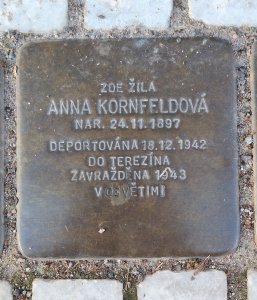 ZDE ŽILA
ANNA KORNFELDOVÁ
NAR. 24.11.1897
DEPORTOVÁNA 18.12.1942
DO TEREZÍNA
ZAVRAŽDĚNA 1943
V OSVĚTIMI